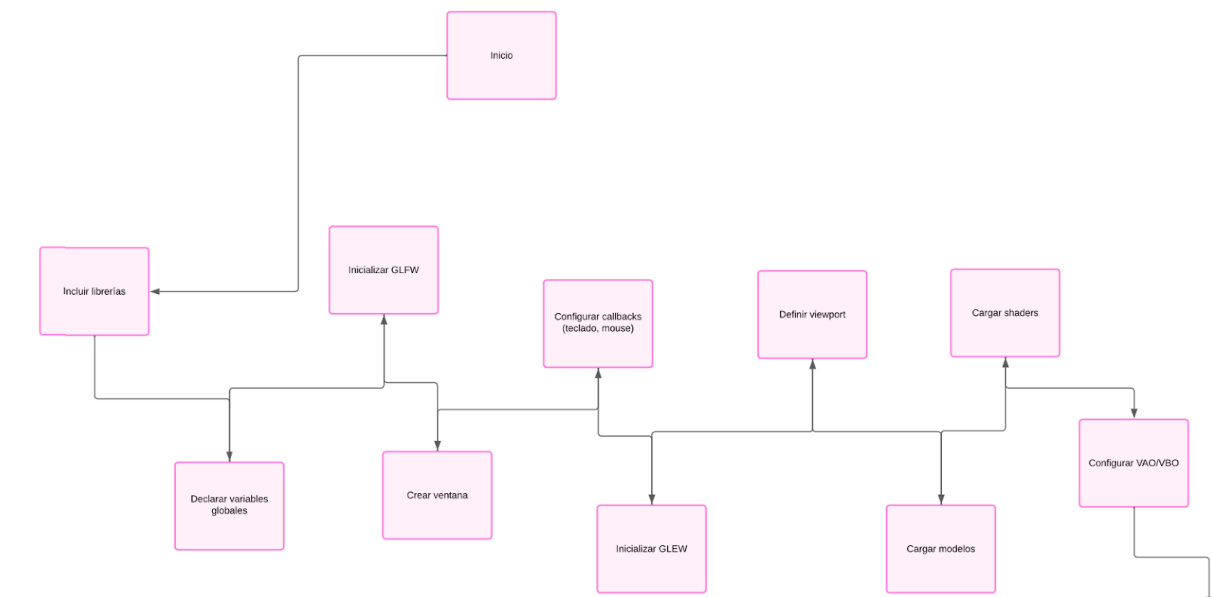 Inicio
Incluir librerías
Declarar variables
globales
Inicializar GLFW
Crear ventana
Configurar callbacks
(teclado, mouse)
Inicializar GLEW
Definir viewport
Cargar modelos
Cargar shaders
Configurar VAO/VBO